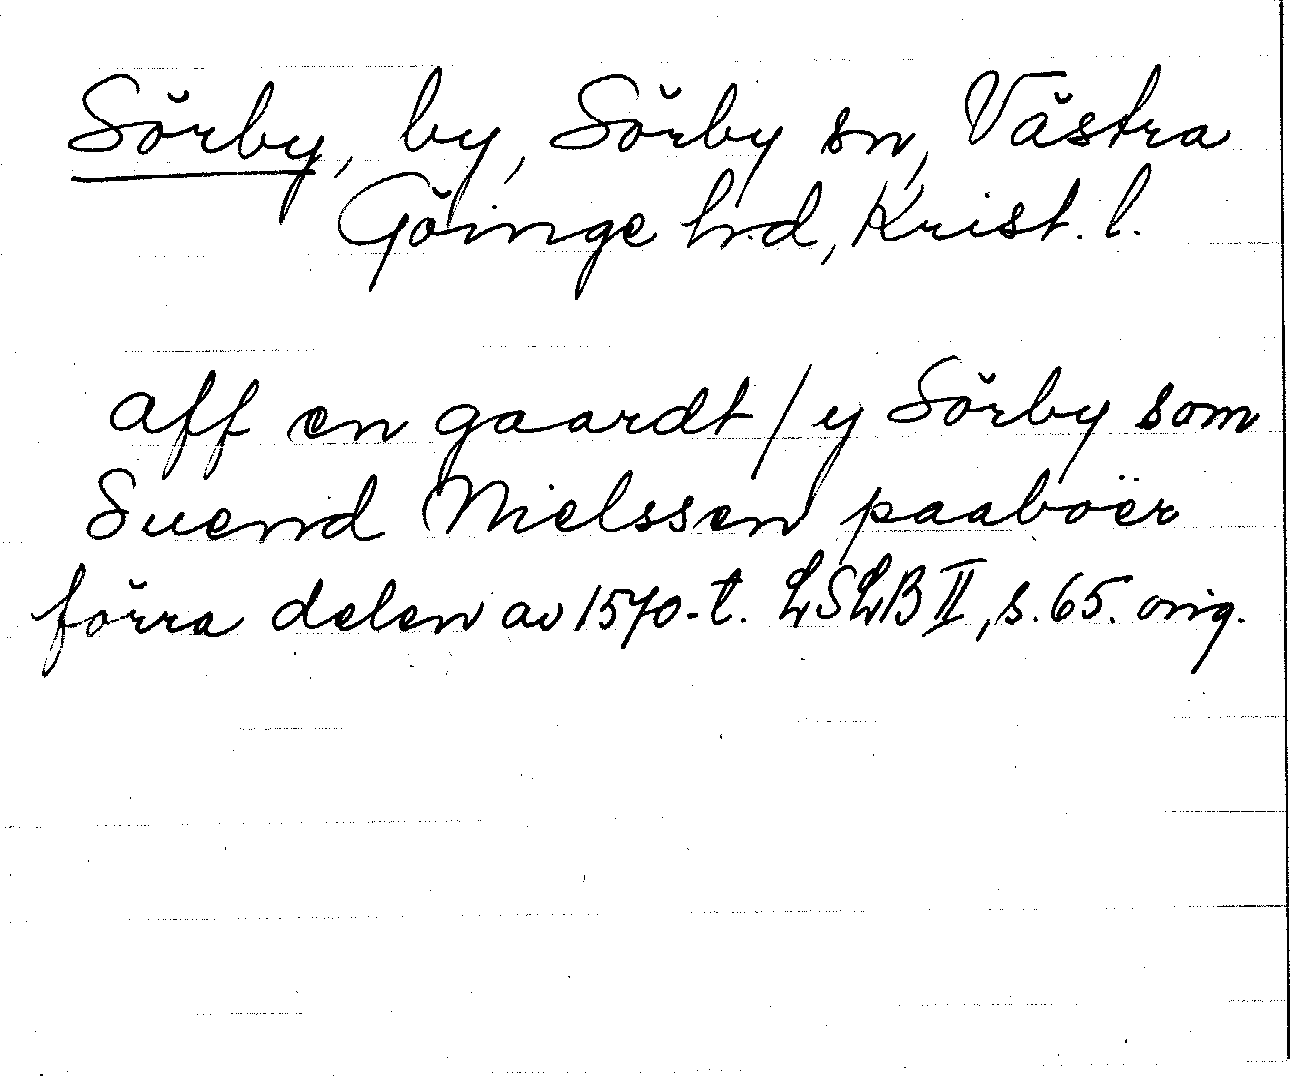 Sörby, by, Sörby sn, Västra
Göinge hd, Krist. l.
aff en gaardt / y Sörby som
Suend Nielssen paaboër
förra delen av 1570-t. LSLB II, s. 65. orig.